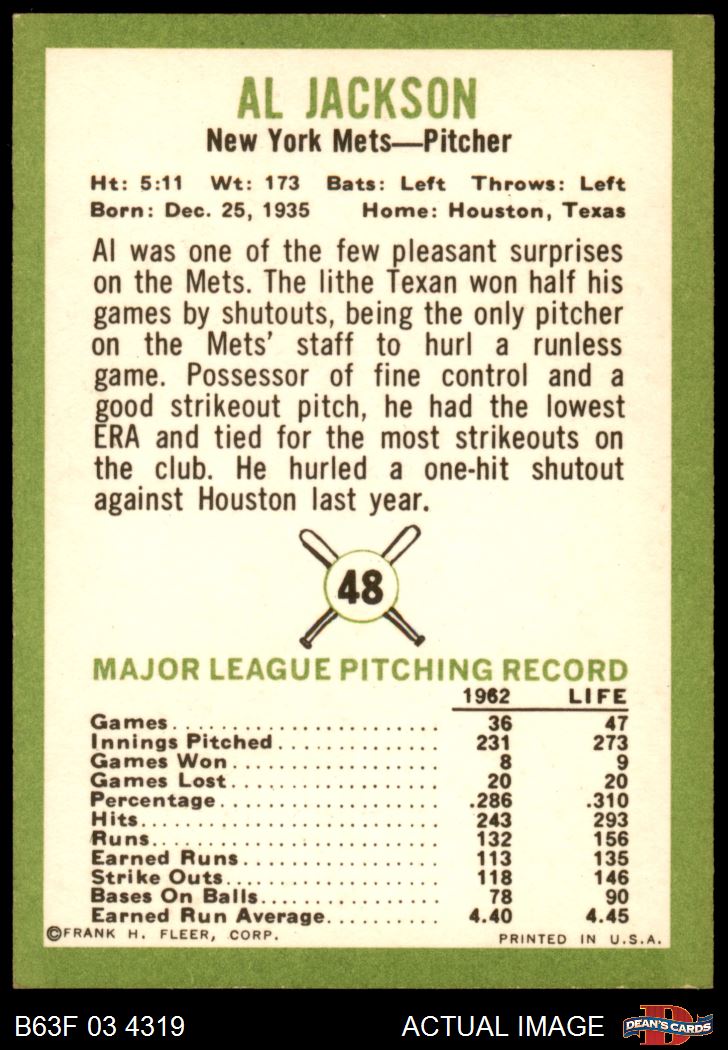 AL JACKSON
New York Mets—Pitcher
Ht: 5:11 Wt: 173 Bats: Left Throws: Left
Born: Dec. 25, 1935 Home: Houston, Texas
Al was one of the few pleasant surprises
on the Mets. The lithe Texan won half his
games by shutouts, being the only pitcher
on the Mets' staff to hurl a runless
game. Possessor of fine control and a
good strikeout pitch, he had the lowest
ERA and tied for the most strikeouts on
the club. He hurled a one-hit shutout
against Houston last year.
48
MAJOR LEAGUE PITCHING RECORD
1962 LIFE
Games 36 47
Innings Pitched 231 273
Games Won 8 9
Games Lost 20 20
Percentage .286 .310
Hits 243 293
Runs 132 156
Earned Runs 113 135
Strike Outs 118 146
Bases On Balls 78 90
Earned Run Average 4.40 4.45
©FRANK H. FLEER, CORP. PRINTED IN U.S.A.
B63F 03 4319 ACTUAL IMAGE D DEAN'S CARDS